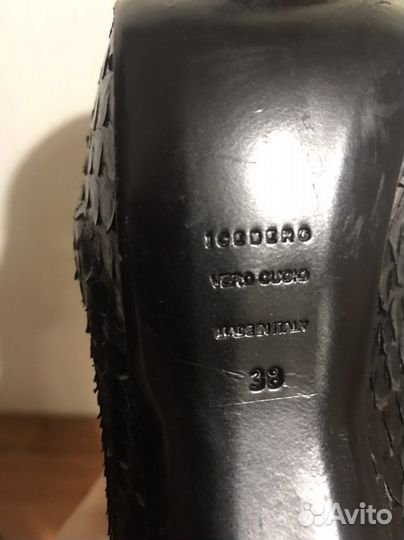 ICEBERG
VERO CUOIO
MADE IN ITALY
38
Avito